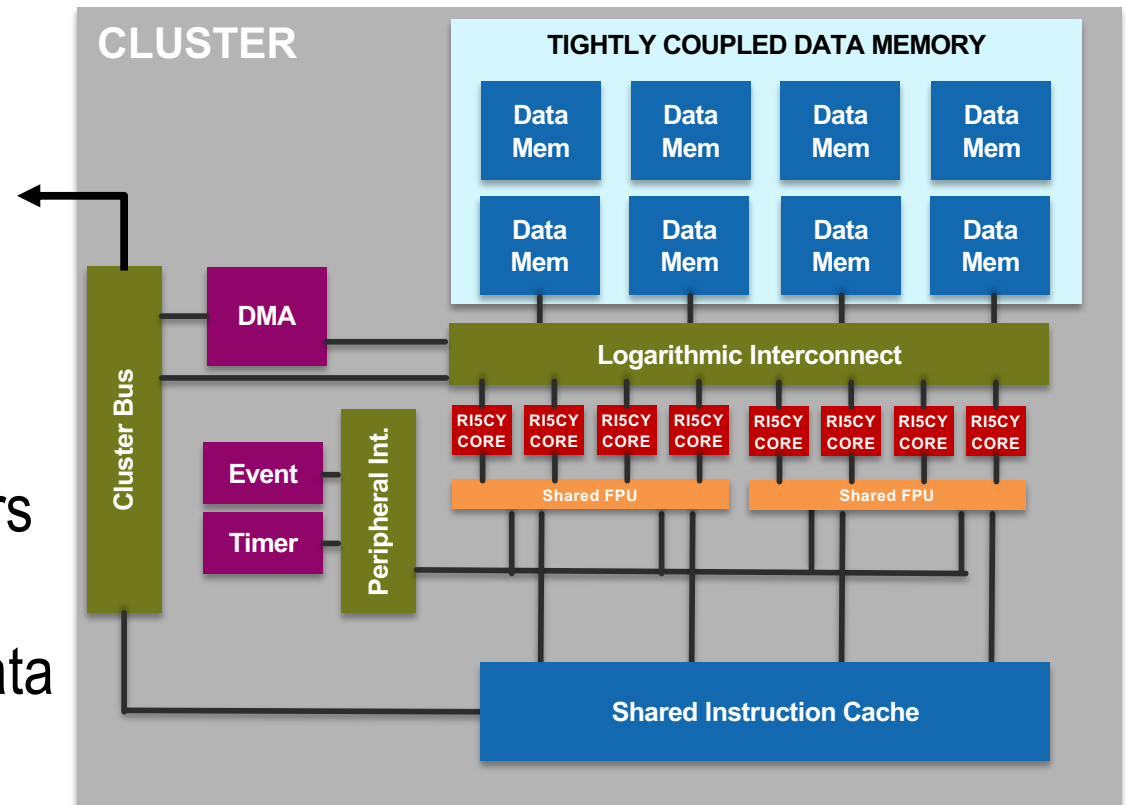 CLUSTER
TIGHTLY COUPLED DATA MEMORY
Data
Mem
Data
Mem
Data
Mem
Data
Mem
Data
Mem
Data
Mem
Data
Mem
Data
Mem
DMA
Logarithmic Interconnect
Cluster Bus
RI5CY
CORE
RI5CY
CORE
RI5CY
CORE
RI5CY
CORE
RI5CY
CORE
RI5CY
CORE
RI5CY
CORE
RI5CY
CORE
Event
Timer
Peripheral Int.
Shared FPU
Shared FPU
Shared Instruction Cache